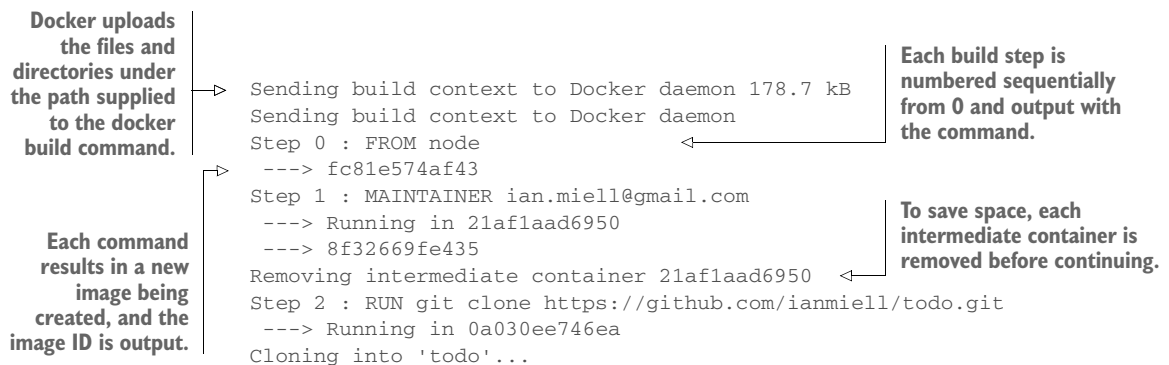 Docker uploads
the files and
directories under
the path supplied
to the docker
build command.
Each command
results in a new
image being
created, and the
image ID is output.
Sending build context to Docker daemon 178.7 kB
Sending build context to Docker daemon
Step 0 : FROM node
---> fc81e574af43
Step 1 : MAINTAINER ian.miell@gmail.com
---> Running in 21af1aad6950
---> 8f32669fe435
Removing intermediate container 21af1aad6950
Step 2 : RUN git clone https://github.com/ianmiell/todo.git
---> Running in 0a030ee746ea
Cloning into 'todo'...
Each build step is
numbered sequentially
from 0 and output with
the command.
To save space, each
intermediate container is
removed before continuing.